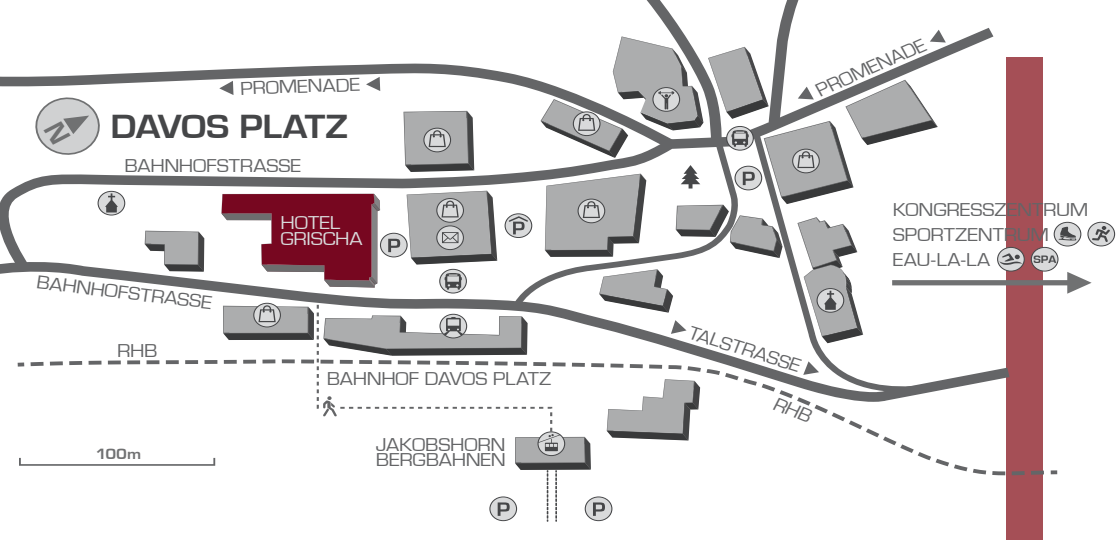 PROMENADE
PROMENADE
N
DAVOS PLATZ
BAHNHOFSTRASSE
P
HOTEL
GRISCHA
P
P
KONGRESSZENTRUM
SPORTZENTRUM
EAU-LA-LA
SPA
BAHNHOFSTRASSE
TALSTRASSE
RHB
BAHNHOF DAVOS PLATZ
RHB
JAKOBSHORN
BERGBAHNEN
100m
P
P